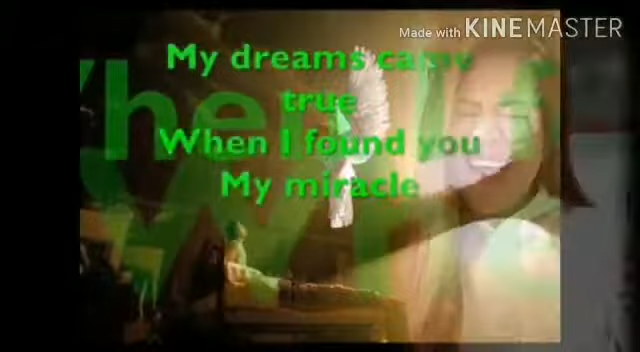 Made with KINEMASTER
My dreams came
true
When I found you
My miracle